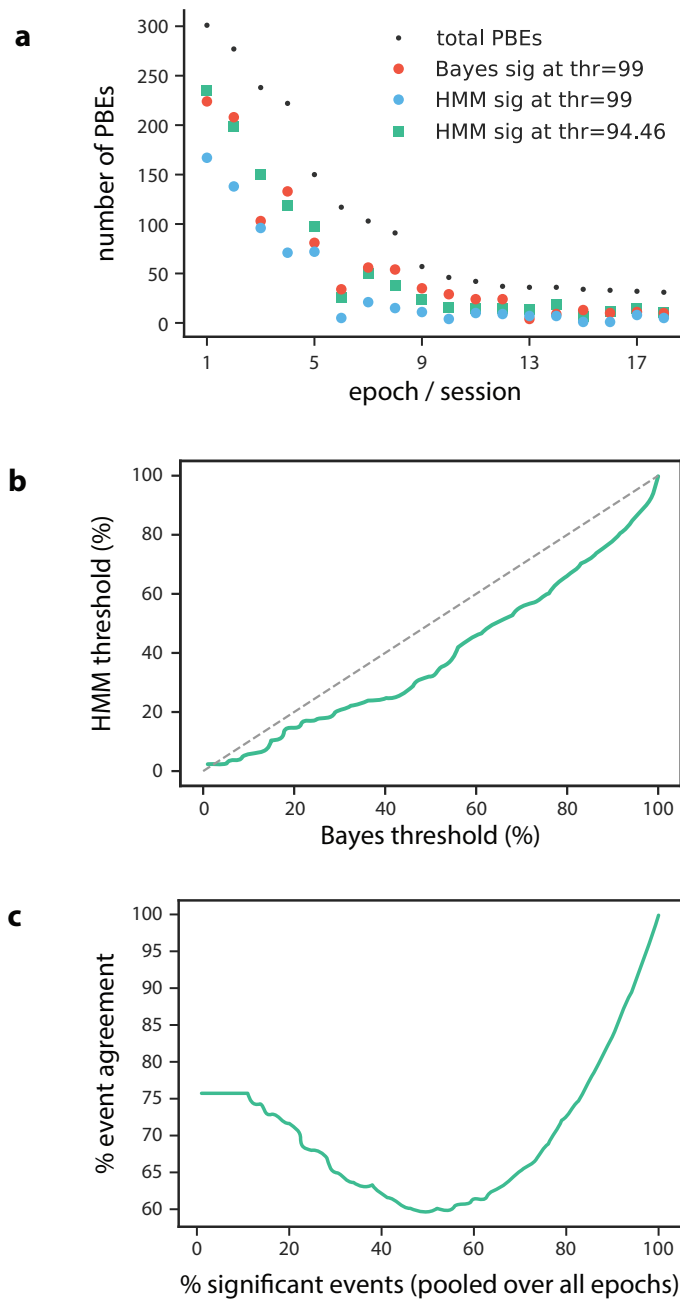 a
300
250
200
150
100
50
0
number of PBEs
total PBEs
Bayes sig at thr=99
HMM sig at thr=99
HMM sig at thr=94.46
1 5 9 13 17
epoch / session
b
100
80
60
40
20
0
HMM threshold (%)
0 20 40 60 80 100
Bayes threshold (%)
c
100
95
90
85
80
75
70
65
60
% event agreement
0 20 40 60 80 100
% significant events (pooled over all epochs)